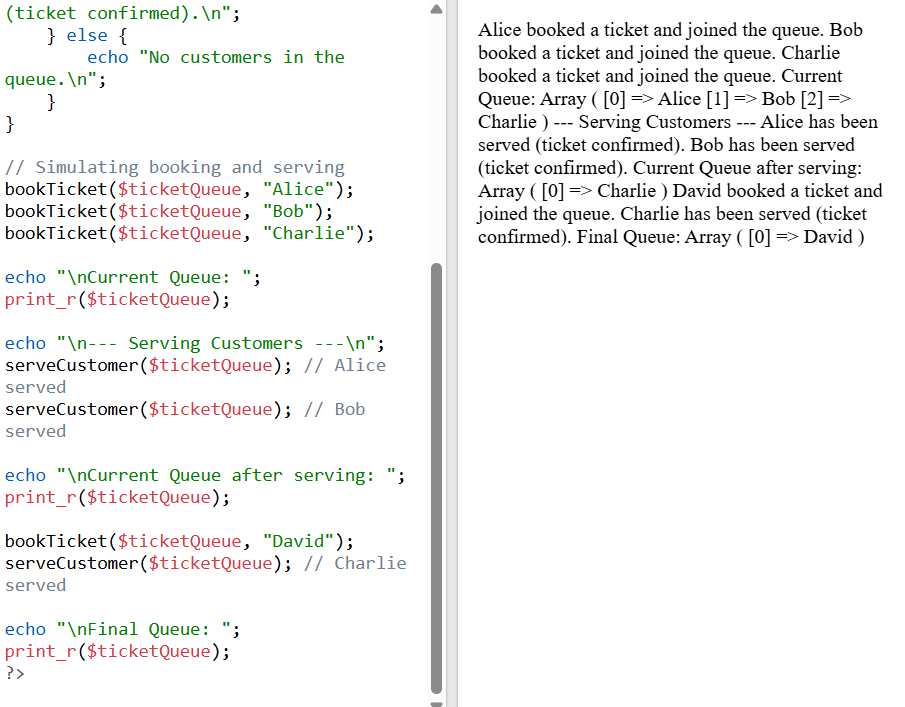 (ticket confirmed).\n";
    } else {
        echo "No customers in the
queue.\n";
    }
}

// Simulating booking and serving
bookTicket($ticketQueue, "Alice");
bookTicket($ticketQueue, "Bob");
bookTicket($ticketQueue, "Charlie");

echo "\nCurrent Queue: ";
print_r($ticketQueue);

echo "\n--- Serving Customers ---\n";
serveCustomer($ticketQueue); // Alice
served
serveCustomer($ticketQueue); // Bob
served

echo "\nCurrent Queue after serving: ";
print_r($ticketQueue);

bookTicket($ticketQueue, "David");
serveCustomer($ticketQueue); // Charlie
served

echo "\nFinal Queue: ";
print_r($ticketQueue);
?>
Alice booked a ticket and joined the queue. Bob
booked a ticket and joined the queue. Charlie
booked a ticket and joined the queue. Current
Queue: Array ( [0] => Alice [1] => Bob [2] =>
Charlie ) --- Serving Customers --- Alice has been
served (ticket confirmed). Bob has been served
(ticket confirmed). Current Queue after serving:
Array ( [0] => Charlie ) David booked a ticket and
joined the queue. Charlie has been served (ticket
confirmed). Final Queue: Array ( [0] => David )